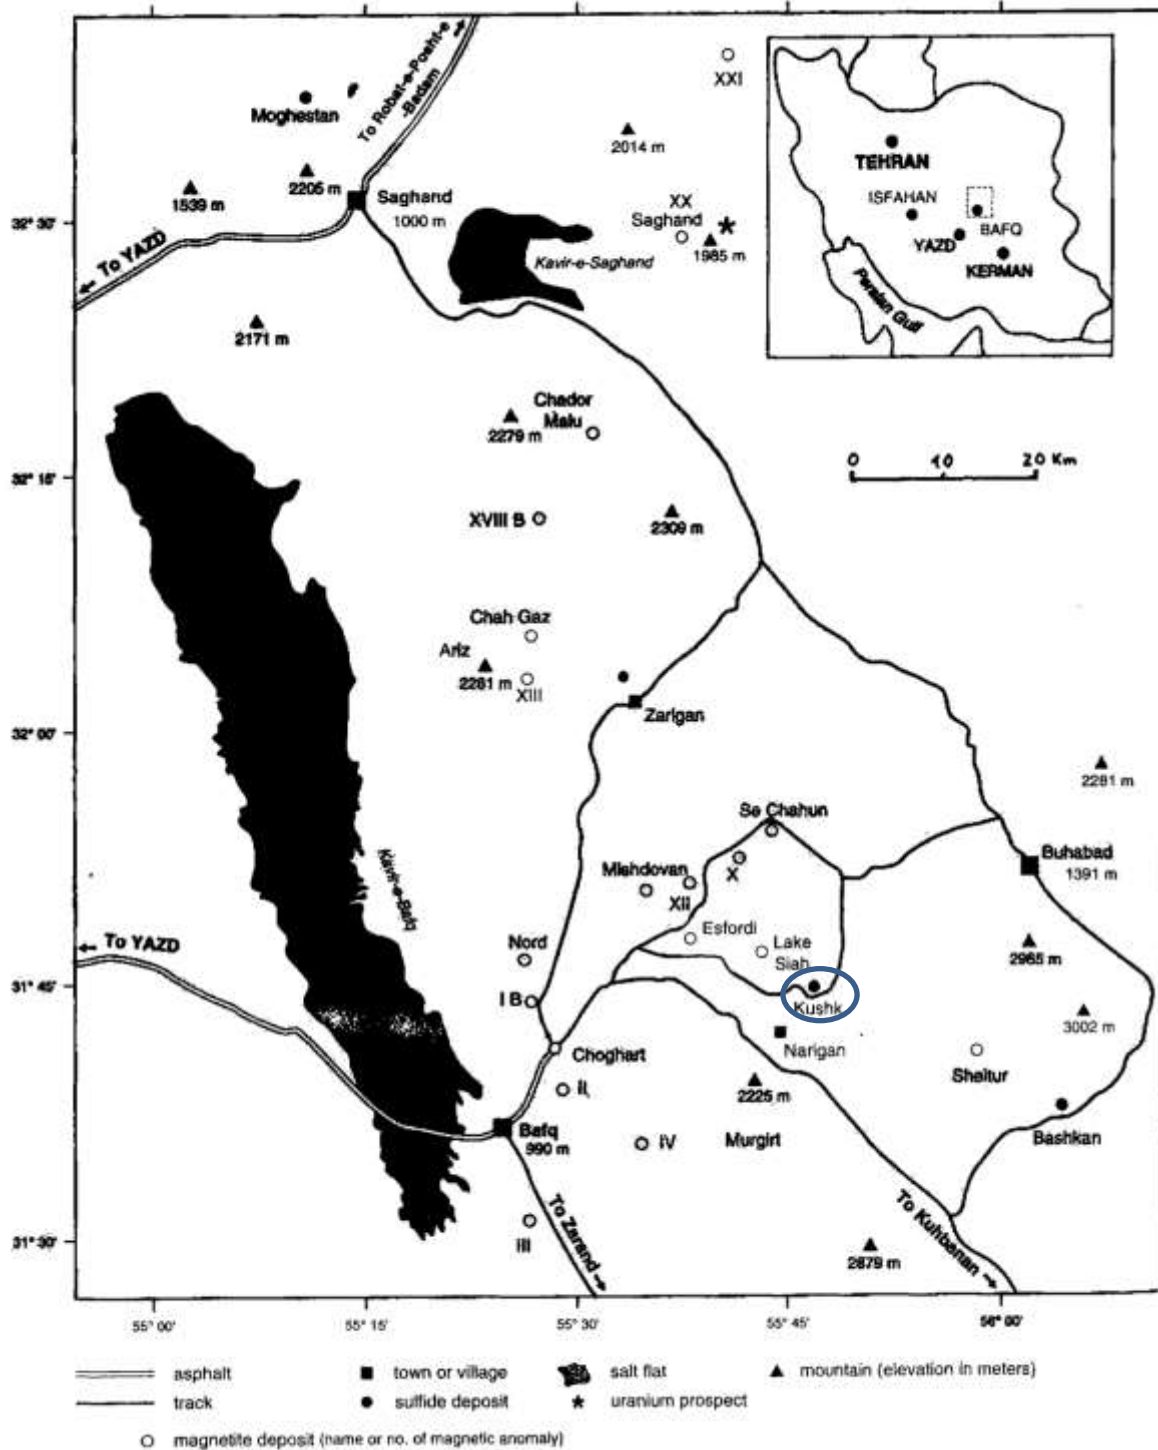 XXI
Moghestan
To Robat-e-Posht-e
-Badam
2014 m
TEHRAN
ISFAHAN
BAFQ
YAZD
KERMAN
Persian Gulf
1539 m
2205 m
Saghand
1000 m
XX
Saghand
1985 m
32° 30'
To YAZD
Kavir-e-Saghand
2171 m
Chador
Malu
2279 m
0 10 20 Km
32° 15'
XVIII B
2309 m
Chah Gaz
Ariz
2281 m
XIII
Zarigan
32° 00'
2281 m
Se Chahun
Buhabad
1391 m
Mishdovan
X
XII
Kavir-e-Bafq
Esfordi
Lake
Siah
To YAZD
Nord
2965 m
31° 45'
I B
Kushk
3002 m
Narigan
Choghart
Sheitur
II
2225 m
Bafq
990 m
IV
Murgirt
Bashkan
To Zarand
To Kuhbanan
III
31° 30'
2879 m
55° 00'
55° 15'
55° 30'
55° 45'
56° 00'
asphalt
town or village
salt flat
mountain (elevation in meters)
track
sulfide deposit
uranium prospect
magnetite deposit (name or no. of magnetic anomaly)